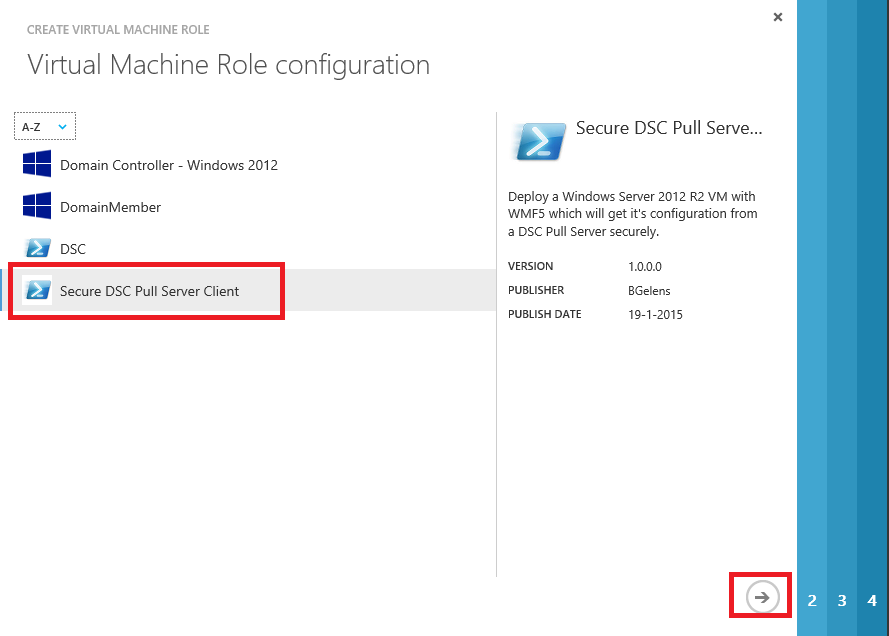 CREATE VIRTUAL MACHINE ROLE
Virtual Machine Role configuration
A-Z
Domain Controller - Windows 2012
DomainMember
DSC
Secure DSC Pull Server Client
Secure DSC Pull Serve...
Deploy a Windows Server 2012 R2 VM with
WMF5 which will get it's configuration from
a DSC Pull Server securely.
VERSION 1.0.0.0
PUBLISHER BGelens
PUBLISH DATE 19-1-2015
2 3 4